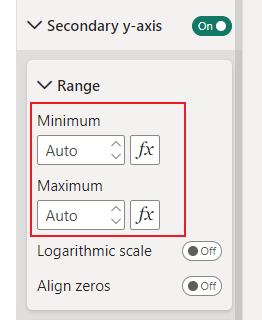 Secondary y-axis On
Range
Minimum
Auto fx
Maximum
Auto fx
Logarithmic scale Off
Align zeros Off